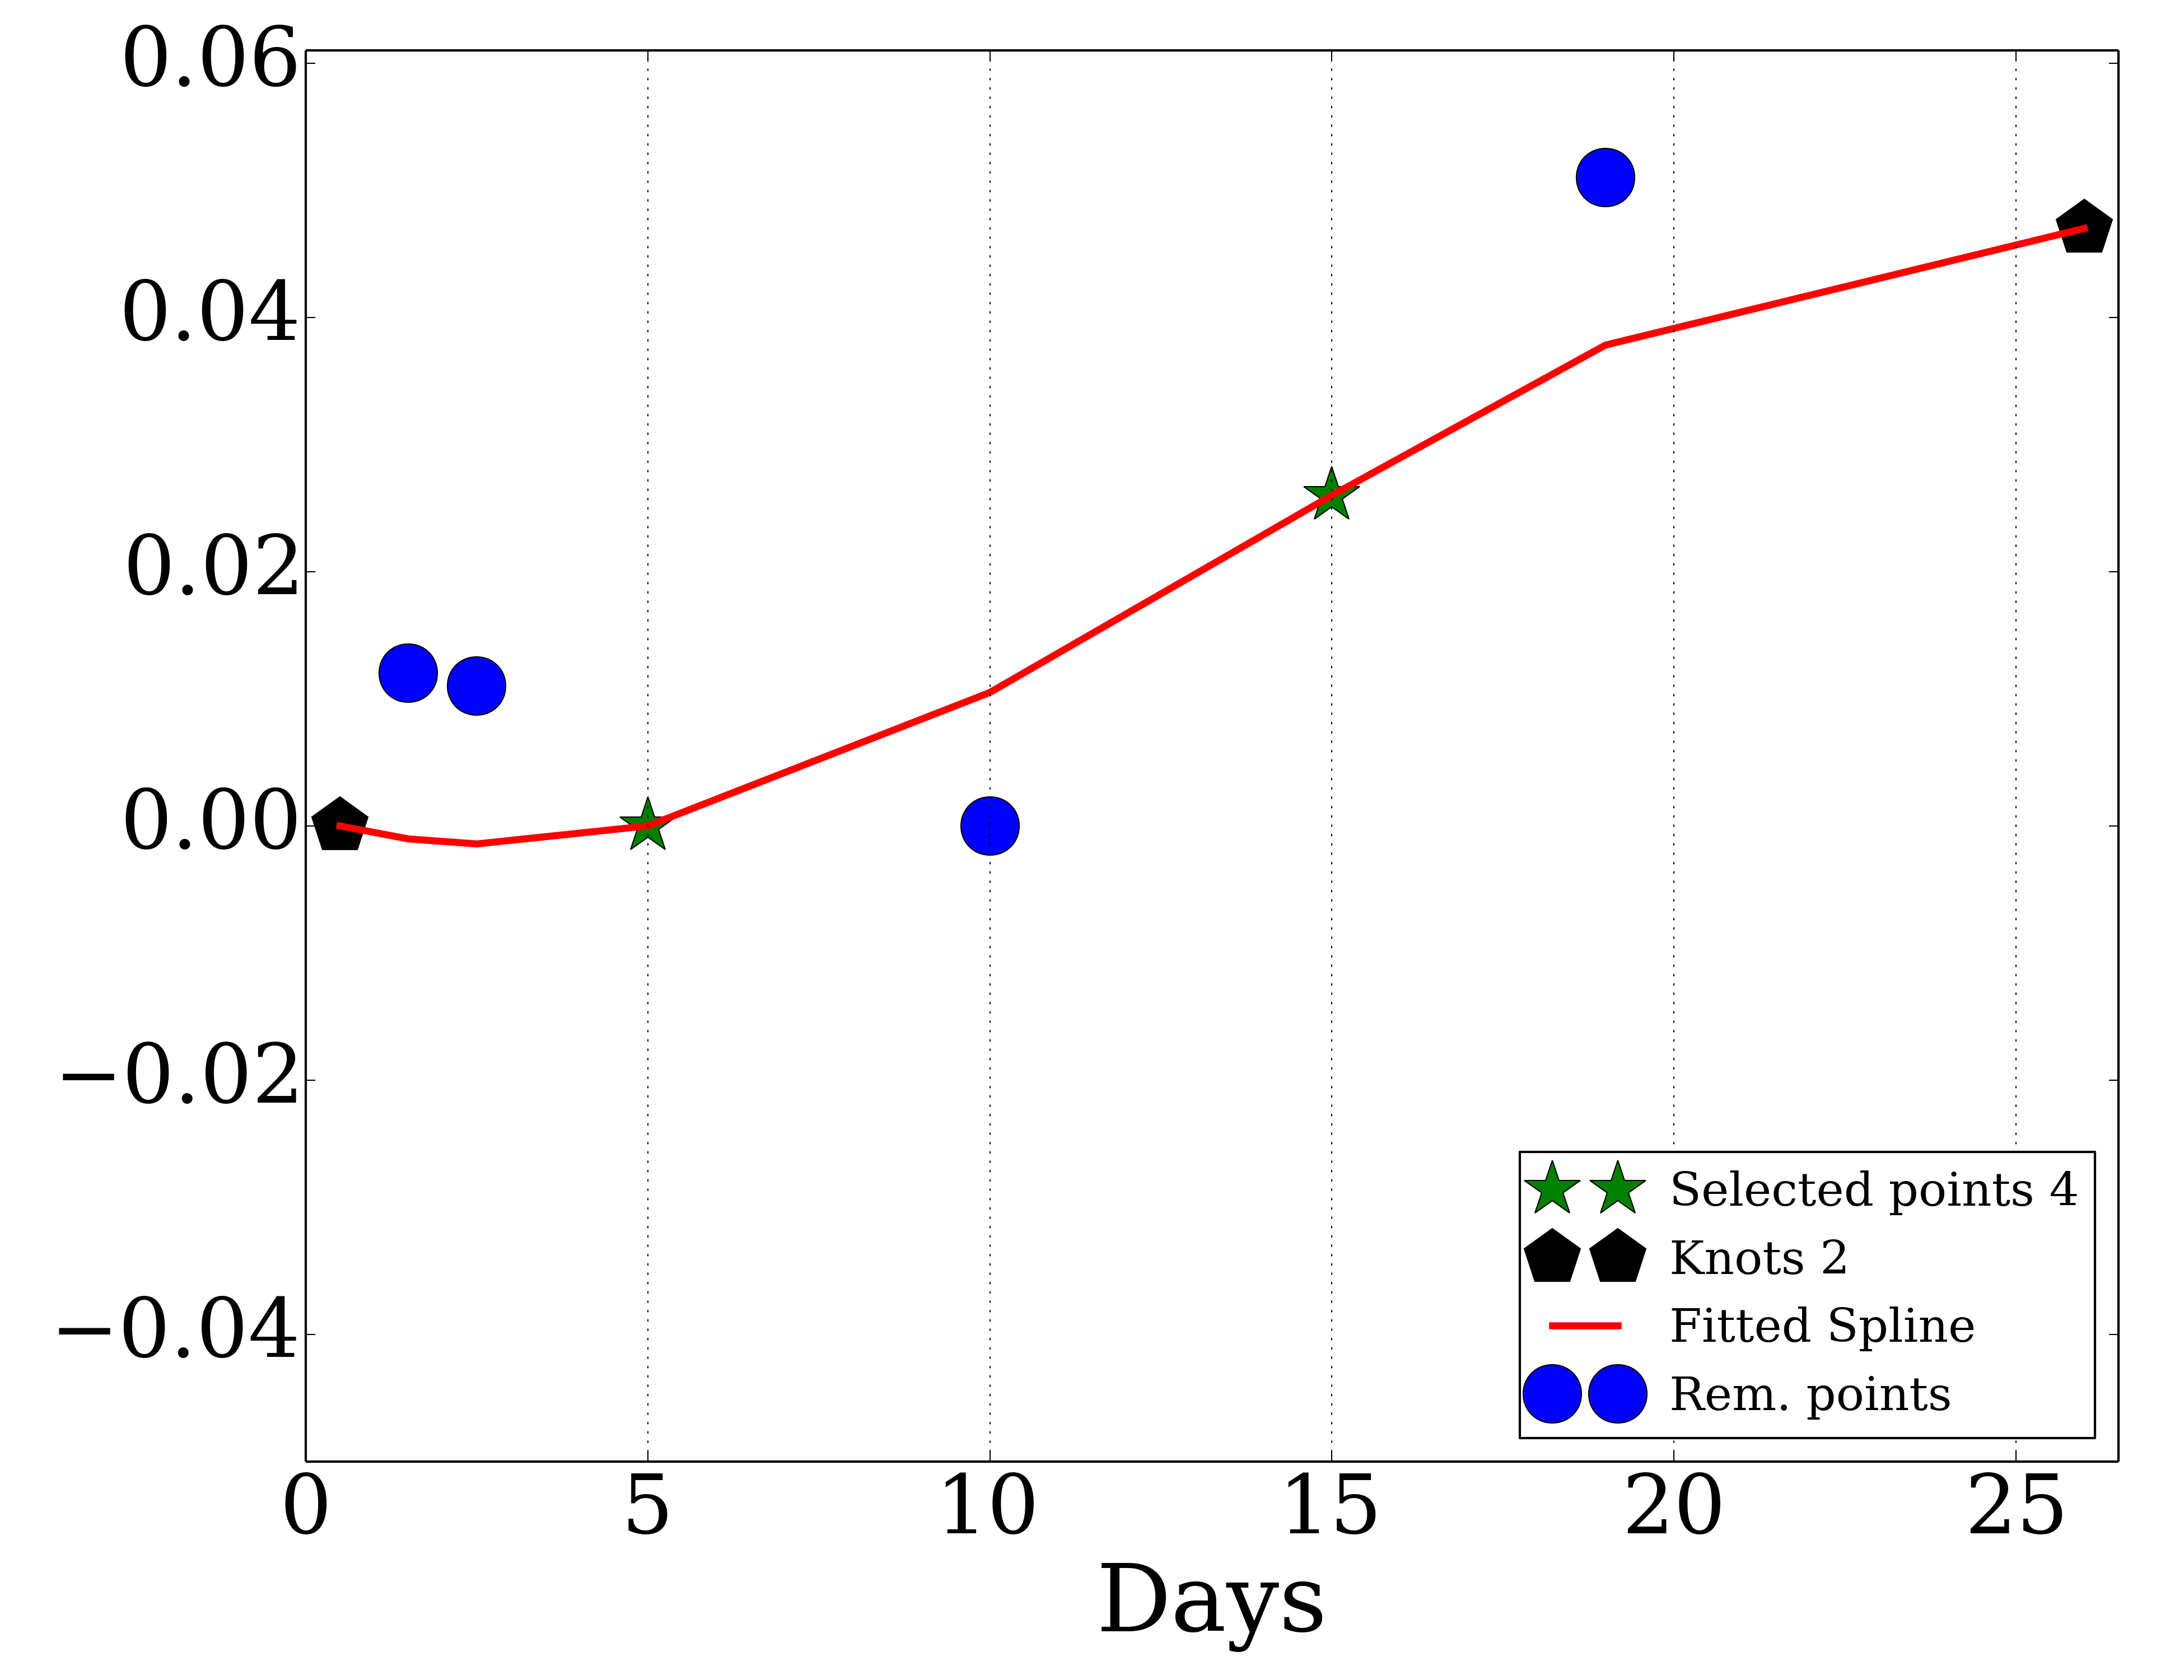 0.06
0.04
0.02
0.00
−0.02
−0.04
Selected points 4
Knots 2
Fitted Spline
Rem. points
0 5 10 15 20 25
Days